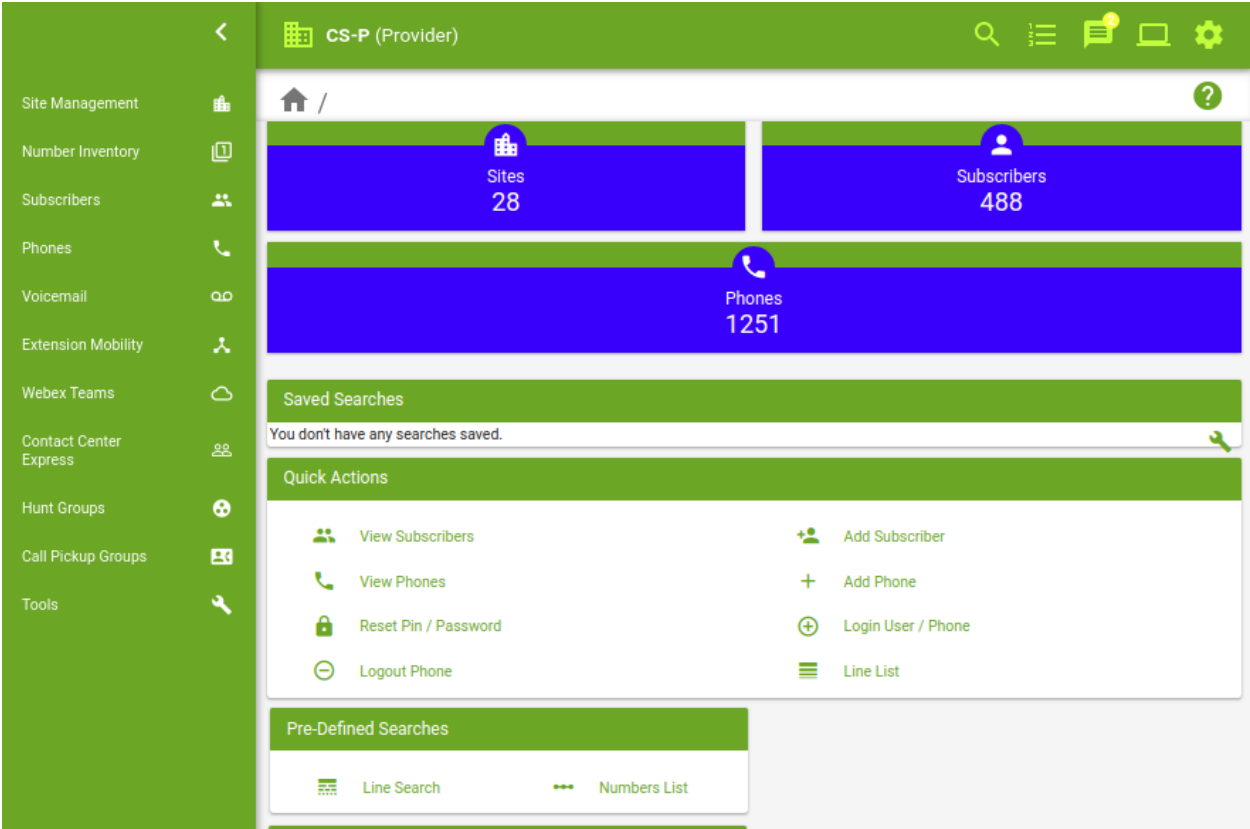 CS-P (Provider)
2
Site Management
Number Inventory
1
Subscribers
Phones
Voicemail
Extension Mobility
Webex Teams
Contact Center
Express
Hunt Groups
Call Pickup Groups
Tools
/
?
Sites
28
Subscribers
488
Phones
1251
Saved Searches
You don't have any searches saved.
Quick Actions
View Subscribers
Add Subscriber
View Phones
Add Phone
Reset Pin / Password
Login User / Phone
Logout Phone
Line List
Pre-Defined Searches
Line Search
Numbers List